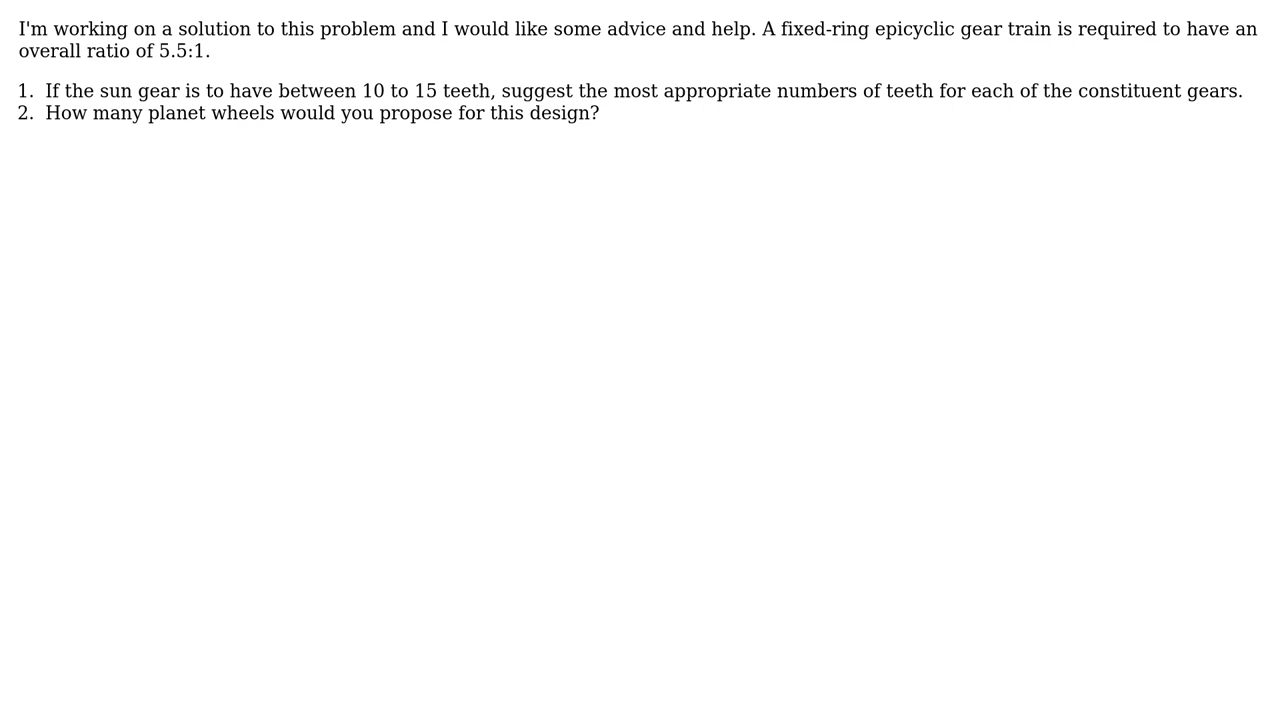 I'm working on a solution to this problem and I would like some advice and help. A fixed-ring epicyclic gear train is required to have an
overall ratio of 5.5:1.
1. If the sun gear is to have between 10 to 15 teeth, suggest the most appropriate numbers of teeth for each of the constituent gears.
2. How many planet wheels would you propose for this design?